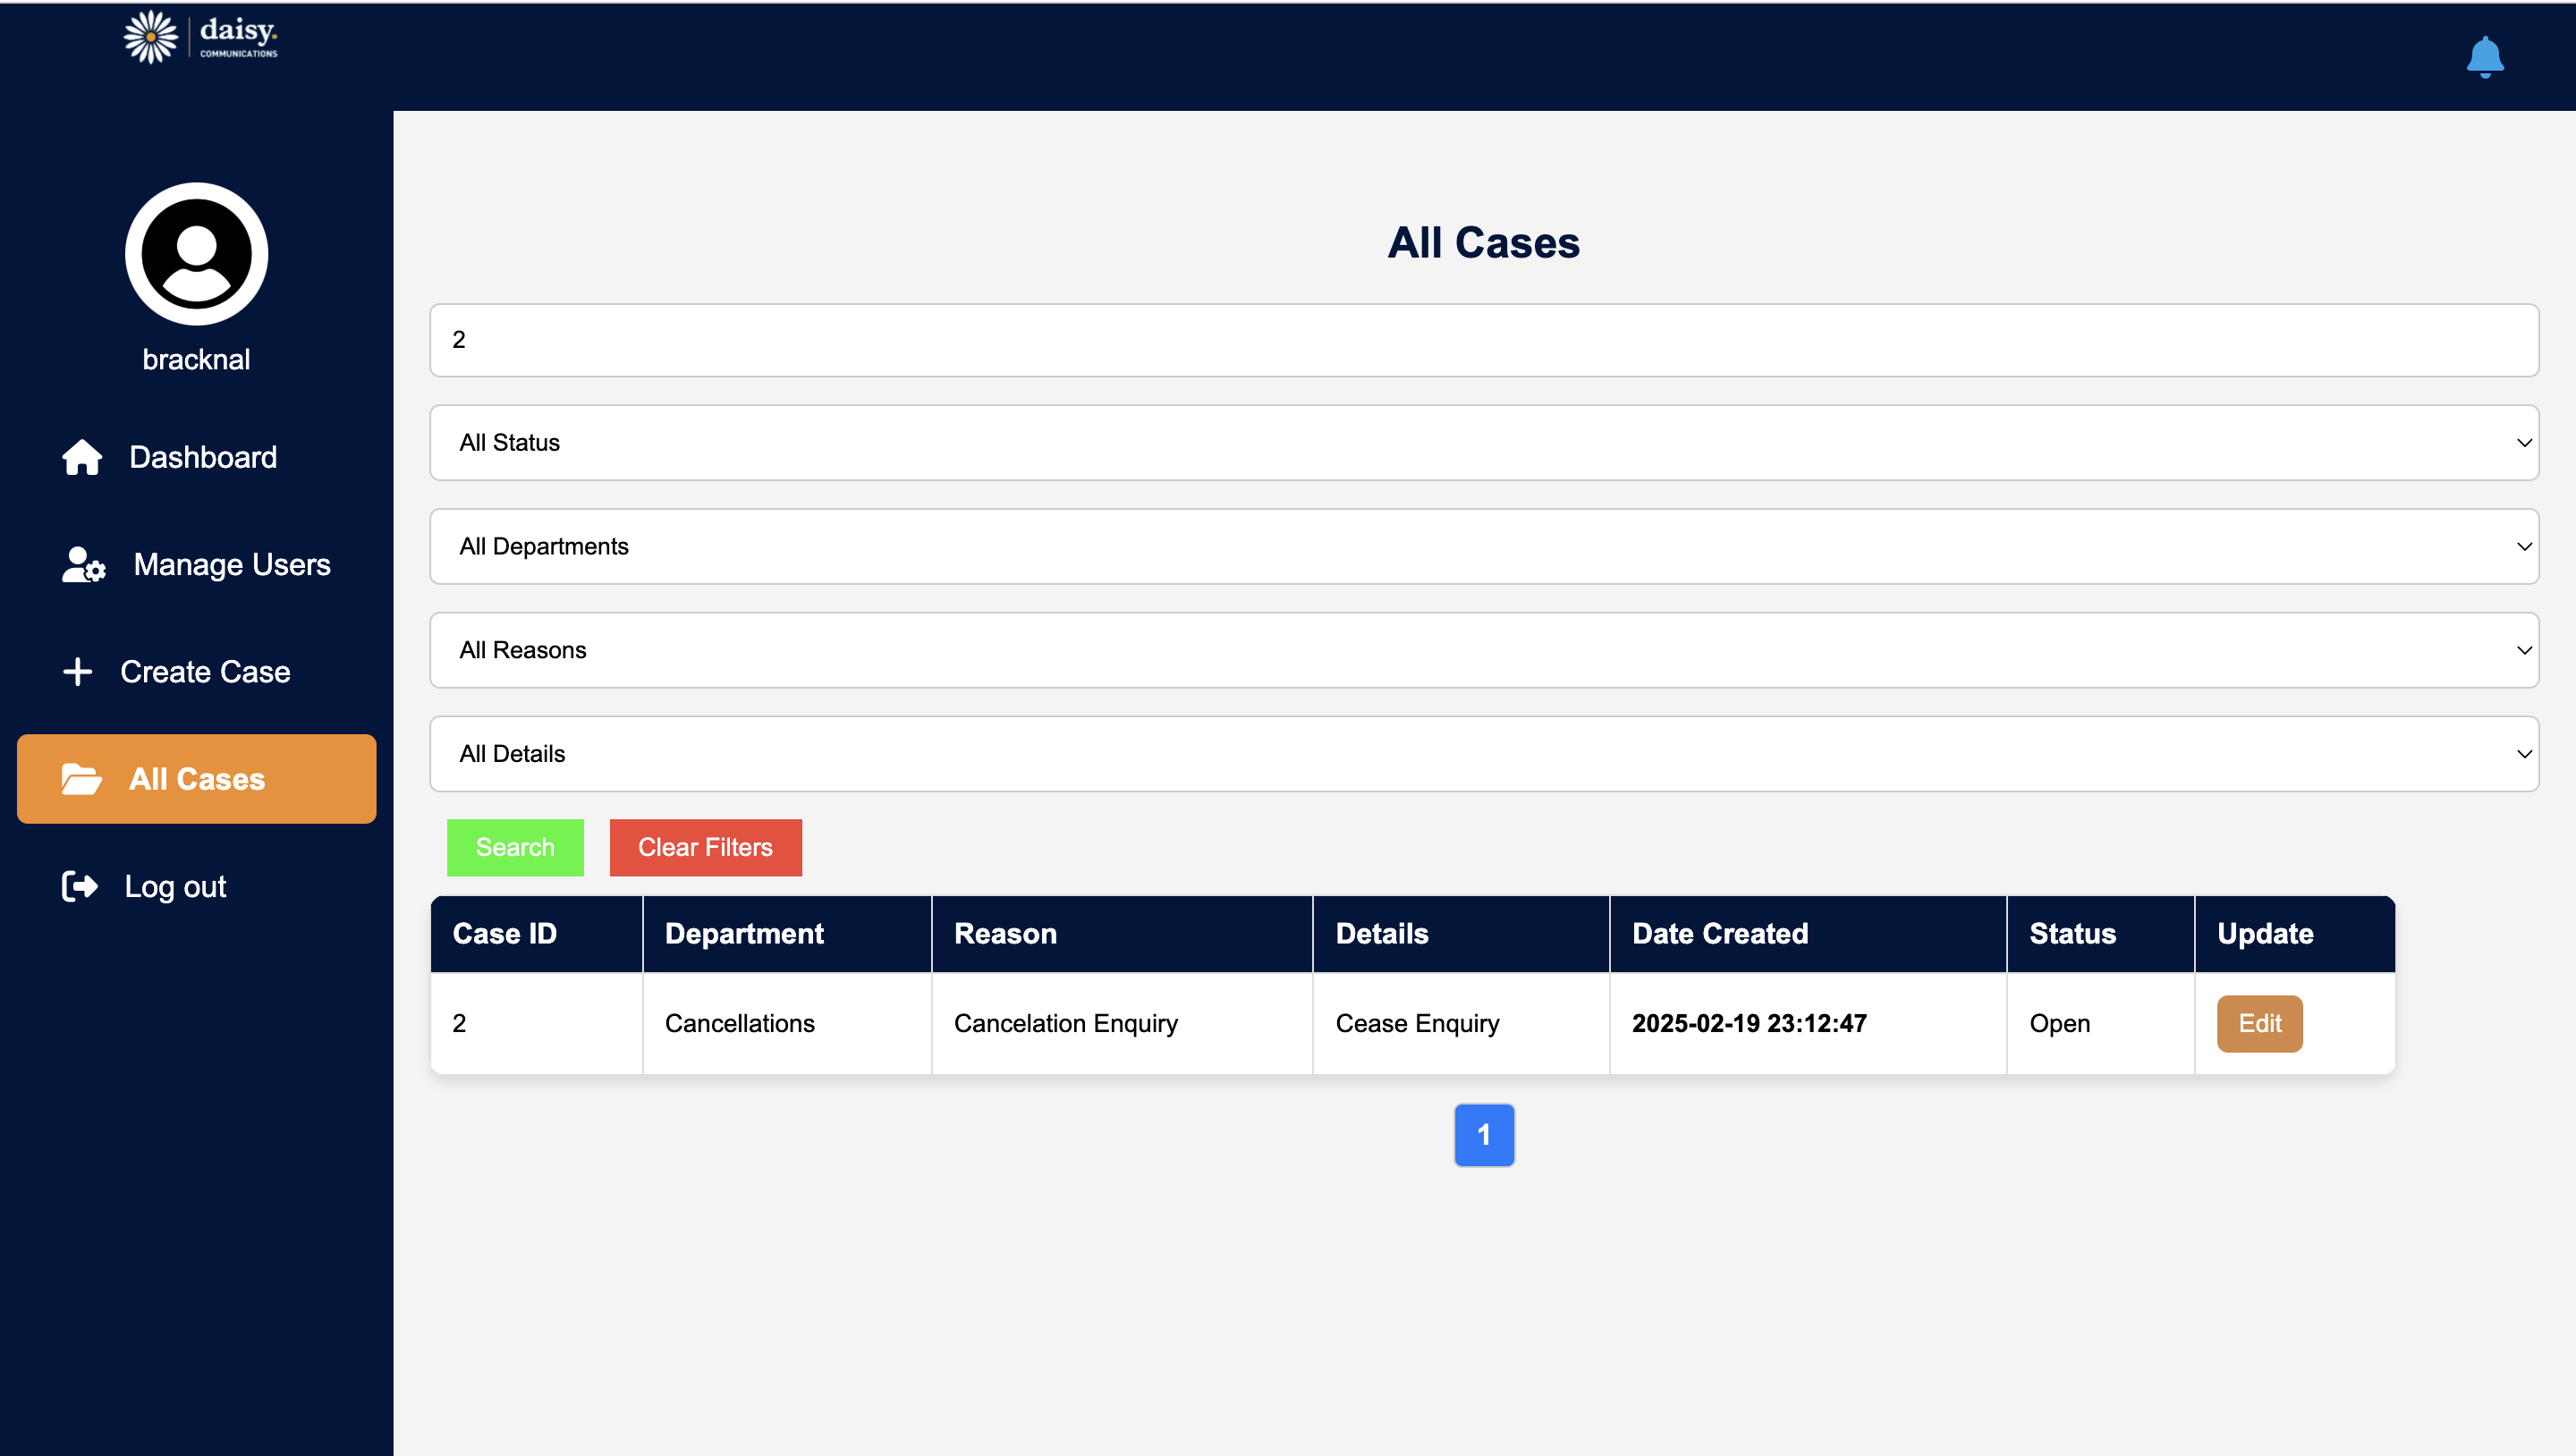 daisy.
COMMUNICATIONS
bracknal
Dashboard
Manage Users
Create Case
All Cases
Log out
All Cases
2
All Status
All Departments
All Reasons
All Details
Search Clear Filters
Case ID Department Reason Details Date Created Status Update
2 Cancellations Cancelation Enquiry Cease Enquiry 2025-02-19 23:12:47 Open Edit
1